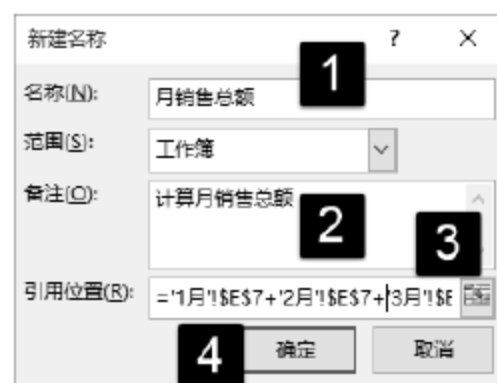 新建名称 ? ×
1
名称(N): 月销售总额
范围(S): 工作簿
备注(O): 计算月销售总额
2
3
引用位置(R): ='1月'!$E$7+'2月'!$E$7+'3月'!$E
4
确定 取消